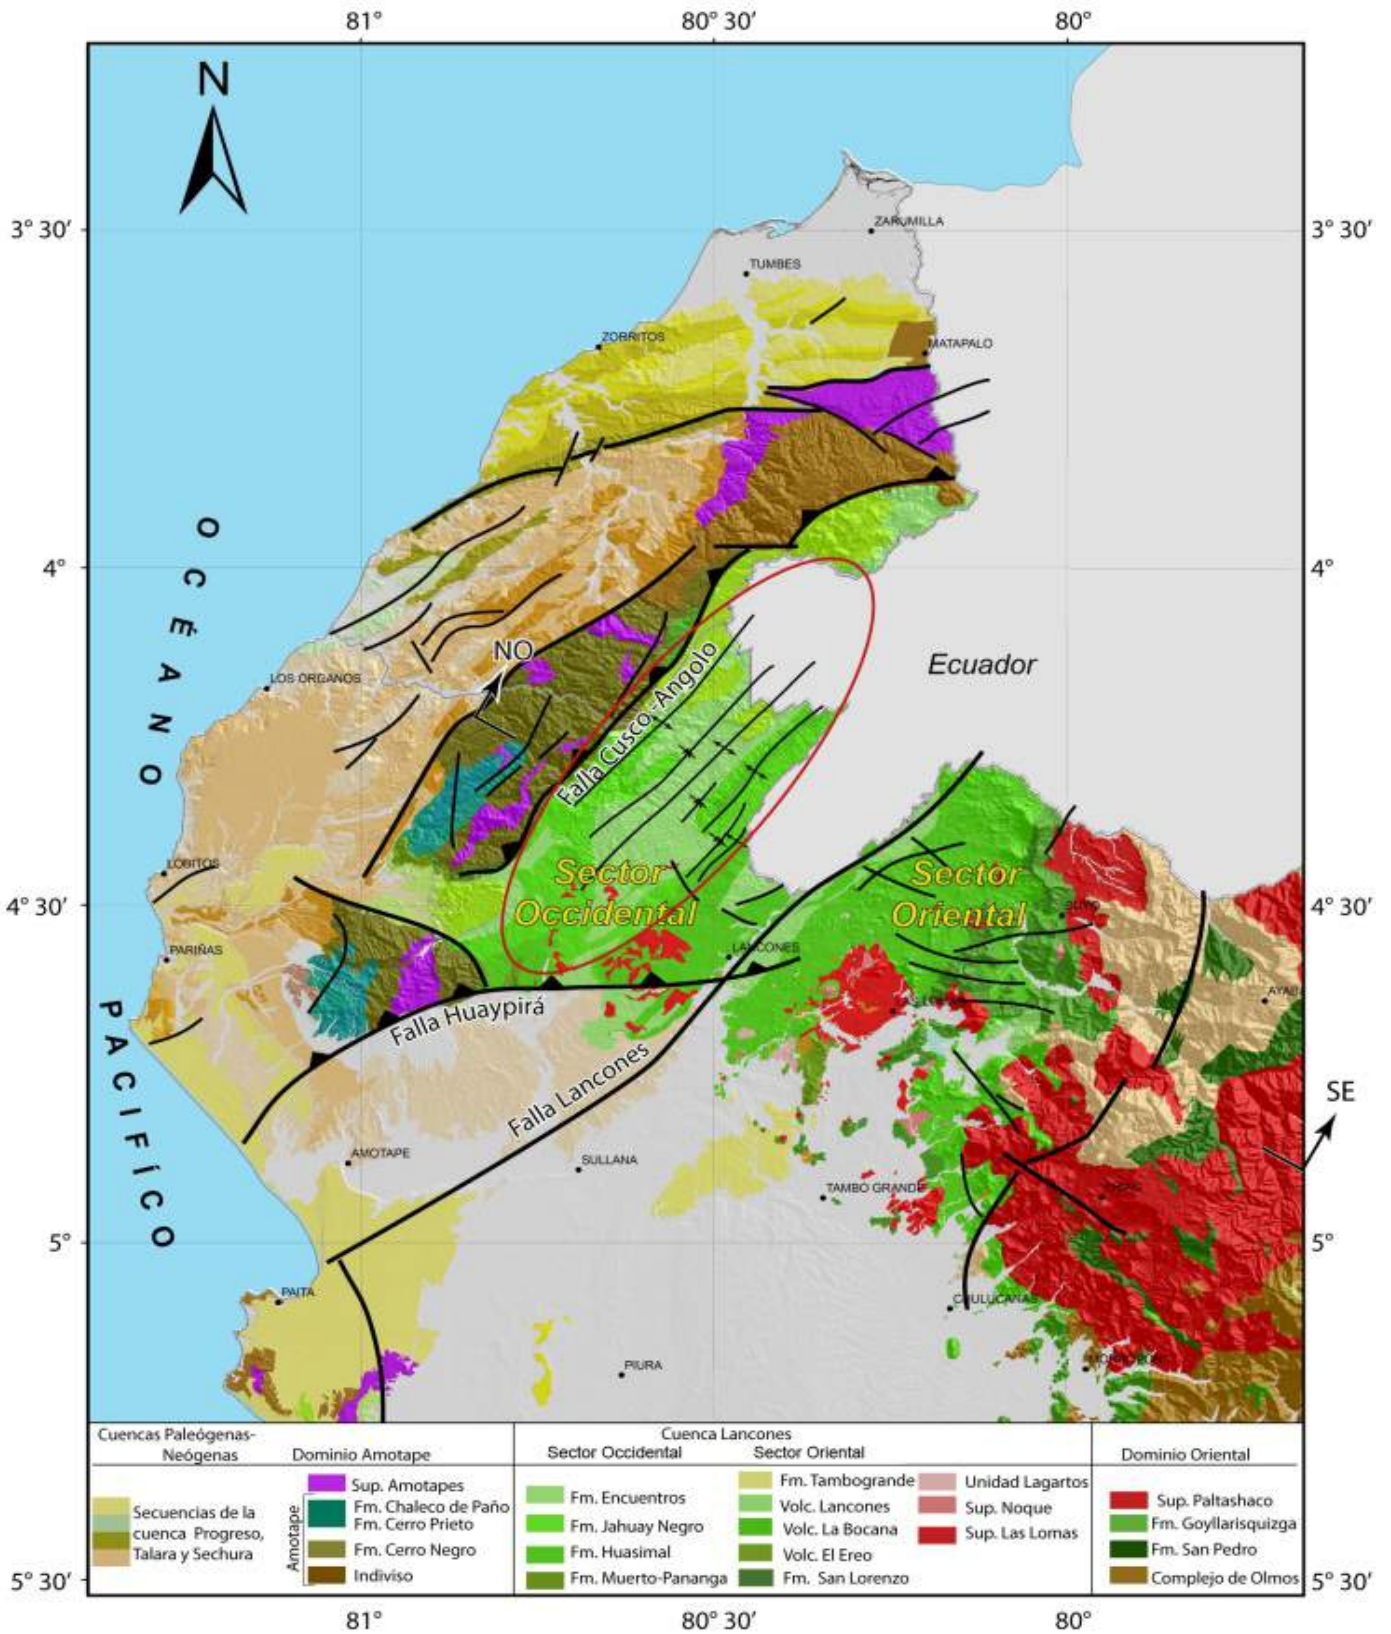 81°
80° 30'
80°
N
3° 30'
3° 30'
ZARUMILLA
TUMBES
ZORRITOS
MATAPALO
OCÉANO
4°
4°
NO
LOS ORGANOS
Falla Cusco-Angolo
Ecuador
LOBITOS
Sector
Occidental
Sector
Oriental
4° 30'
4° 30'
SUYO
PARIÑAS
LANCONES
Falla Huaypirá
PACIFÍCO
Falla Lancones
SE
AMOTAPE
SULLANA
TAMBO GRANDE
5°
5°
PAITA
CHULUCANAS
PIURA
Cuencas Paleógenas-
Neógenas
Secuencias de la
cuenca Progreso,
Talara y Sechura
Dominio Amotape
Sup. Amotapes
Amotape
Fm. Chaleco de Paño
Fm. Cerro Prieto
Fm. Cerro Negro
Indiviso
Cuenca Lancones
Sector Occidental
Fm. Encuentros
Fm. Jahuay Negro
Fm. Huasimal
Fm. Muerto-Pananga
Sector Oriental
Fm. Tambogrande
Volc. Lancones
Volc. La Bocana
Volc. El Ereo
Fm. San Lorenzo
Unidad Lagartos
Sup. Noque
Sup. Las Lomas
Dominio Oriental
Sup. Paltashaco
Fm. Goyllarisquizga
Fm. San Pedro
Complejo de Olmos
5° 30'
5° 30'
81°
80° 30'
80°